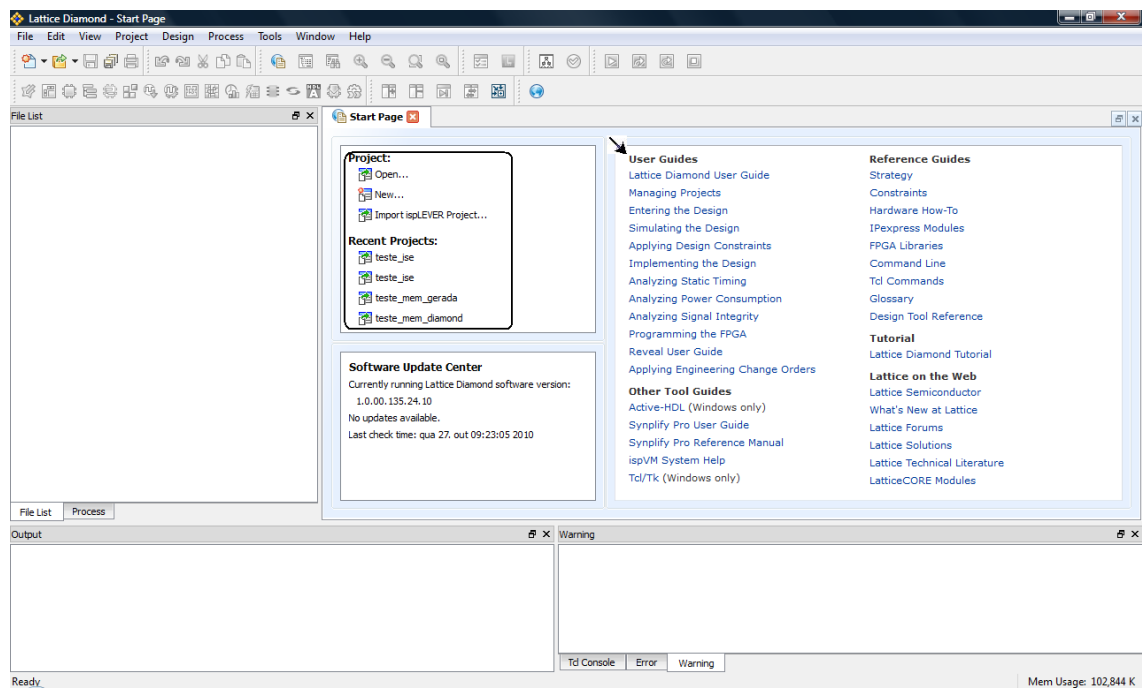 Lattice Diamond - Start Page
File Edit View Project Design Process Tools Window Help
File List
Start Page
Project:
Open...
New...
Import ispLEVER Project...
Recent Projects:
teste_ise
teste_ise
teste_mem_gerada
teste_mem_diamond
Software Update Center
Currently running Lattice Diamond software version:
1.0.00.135.24.10
No updates available.
Last check time: qua 27. out 09:23:05 2010
User Guides
Lattice Diamond User Guide
Managing Projects
Entering the Design
Simulating the Design
Applying Design Constraints
Implementing the Design
Analyzing Static Timing
Analyzing Power Consumption
Analyzing Signal Integrity
Programming the FPGA
Reveal User Guide
Applying Engineering Change Orders
Other Tool Guides
Active-HDL (Windows only)
Synplify Pro User Guide
Synplify Pro Reference Manual
ispVM System Help
Tcl/Tk (Windows only)
Reference Guides
Strategy
Constraints
Hardware How-To
IPexpress Modules
FPGA Libraries
Command Line
Tcl Commands
Glossary
Design Tool Reference
Tutorial
Lattice Diamond Tutorial
Lattice on the Web
Lattice Semiconductor
What's New at Lattice
Lattice Forums
Lattice Solutions
Lattice Technical Literature
LatticeCORE Modules
File List Process
Output
Warning
Tcl Console Error Warning
Ready
Mem Usage: 102,844 K